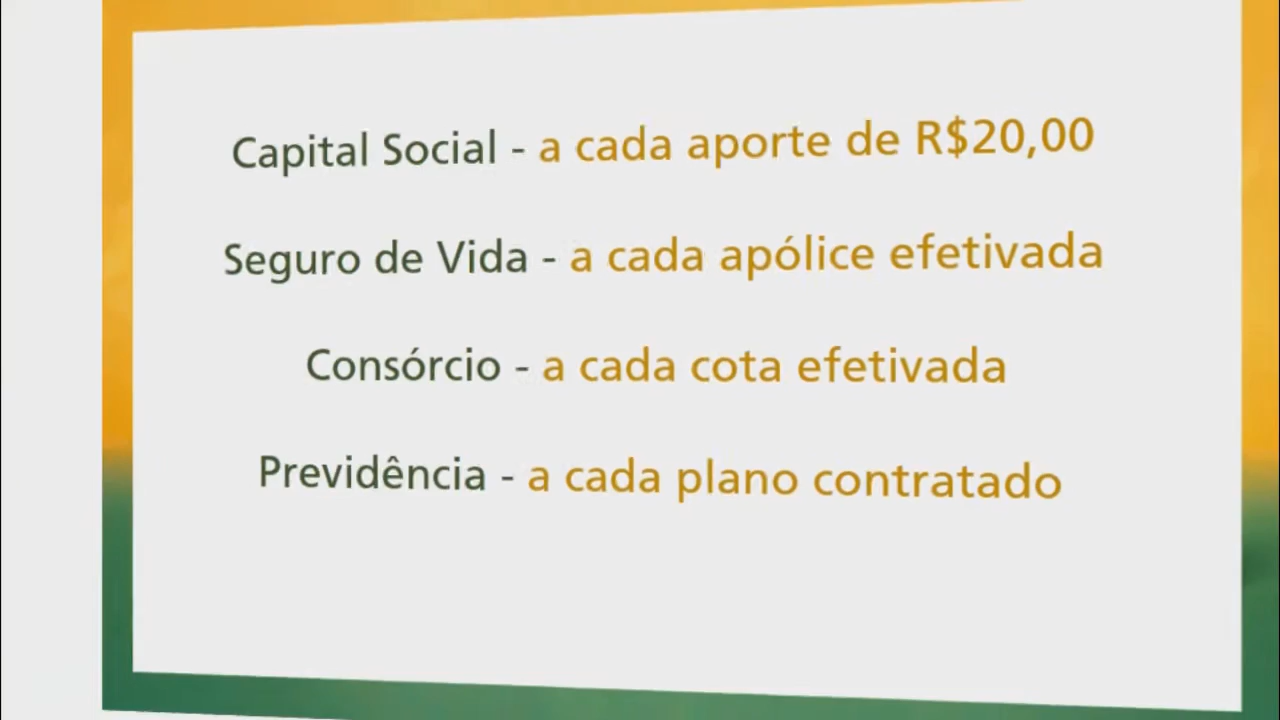 Capital Social - a cada aporte de R$20,00
Seguro de Vida - a cada apólice efetivada
Consórcio - a cada cota efetivada
Previdência - a cada plano contratado